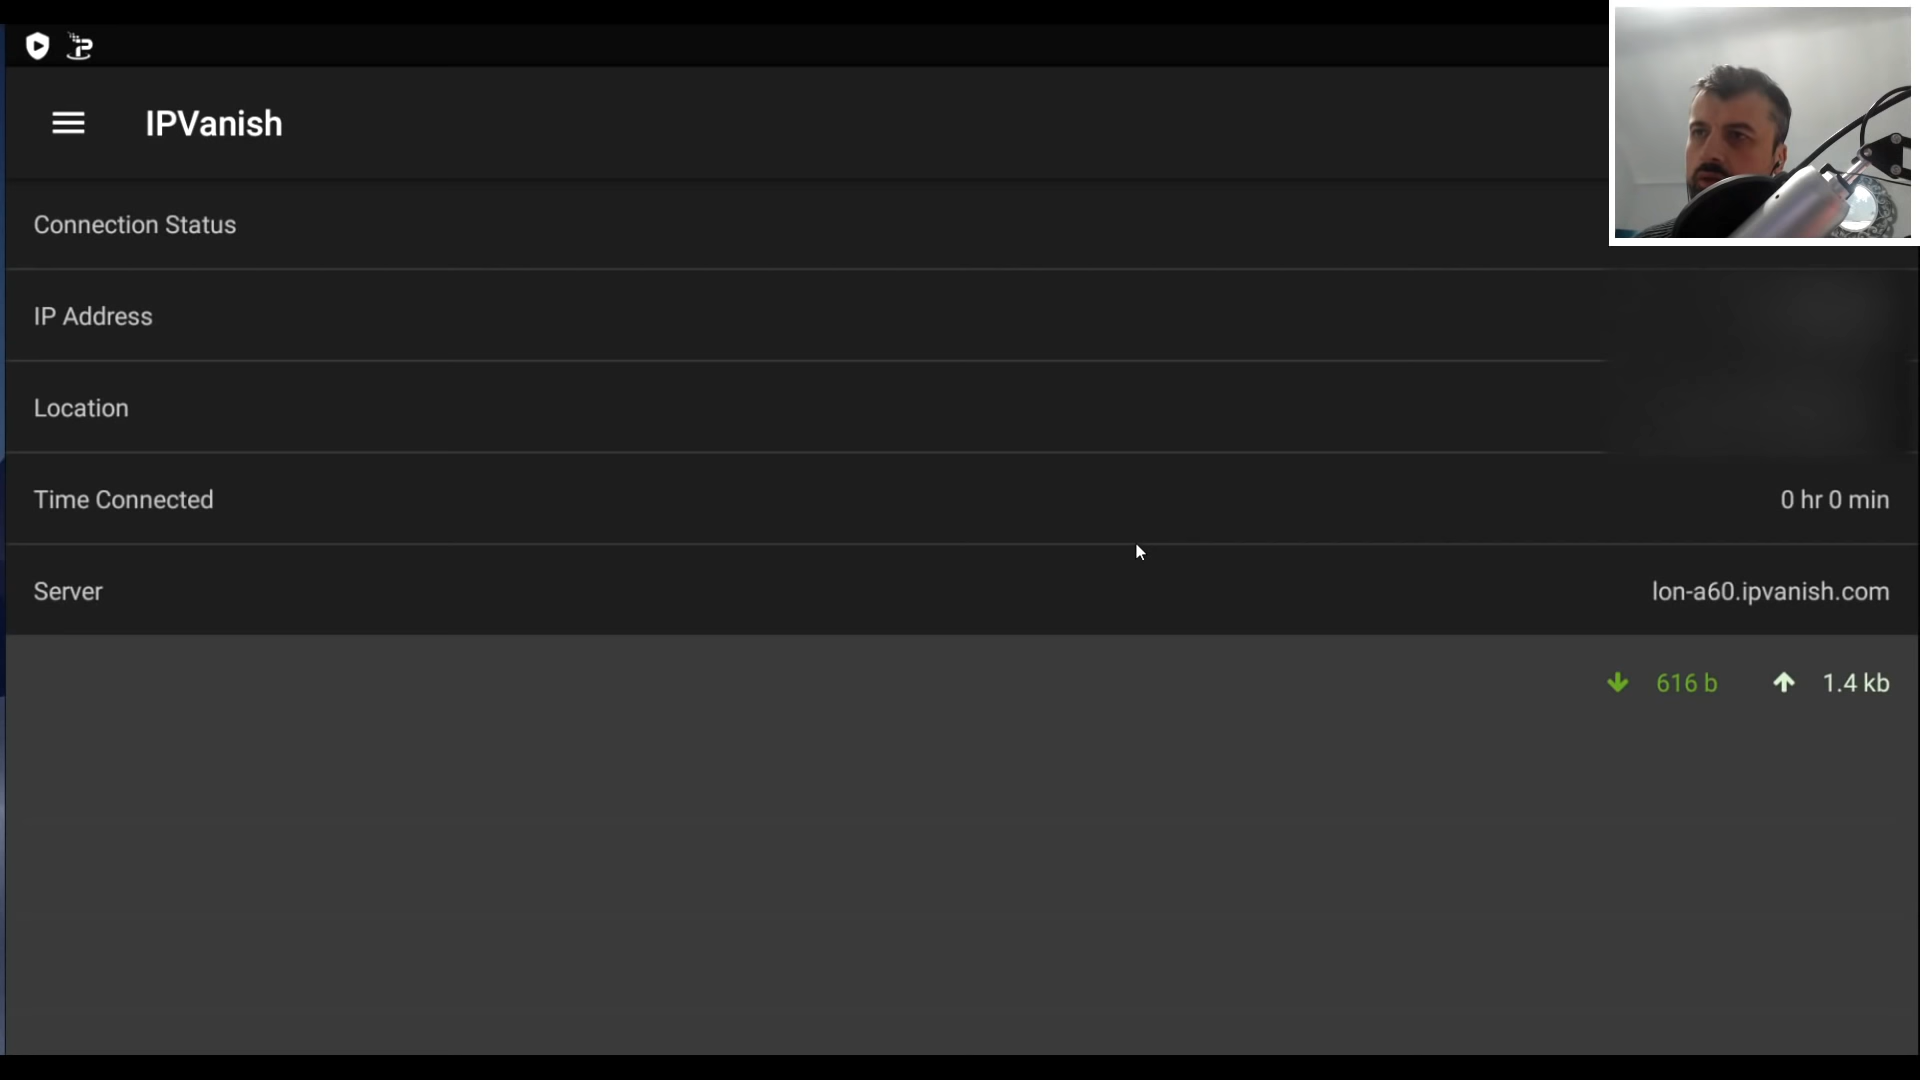 IPVanish
Connection Status
IP Address
Location
Time Connected 0 hr 0 min
Server lon-a60.ipvanish.com
616 b 1.4 kb